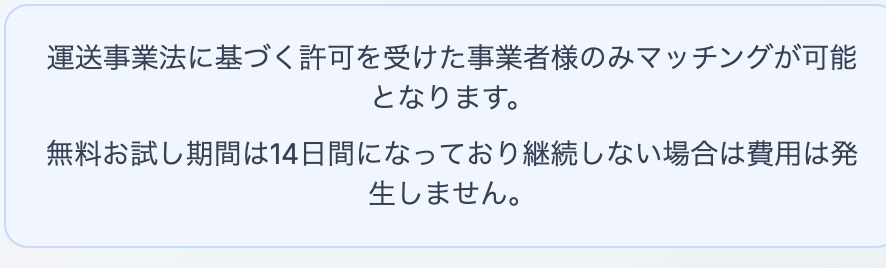 運送事業法に基づく許可を受けた事業者様のみマッチングが可能
となります。
無料お試し期間は14日間になっており継続しない場合は費用は発
生しません。